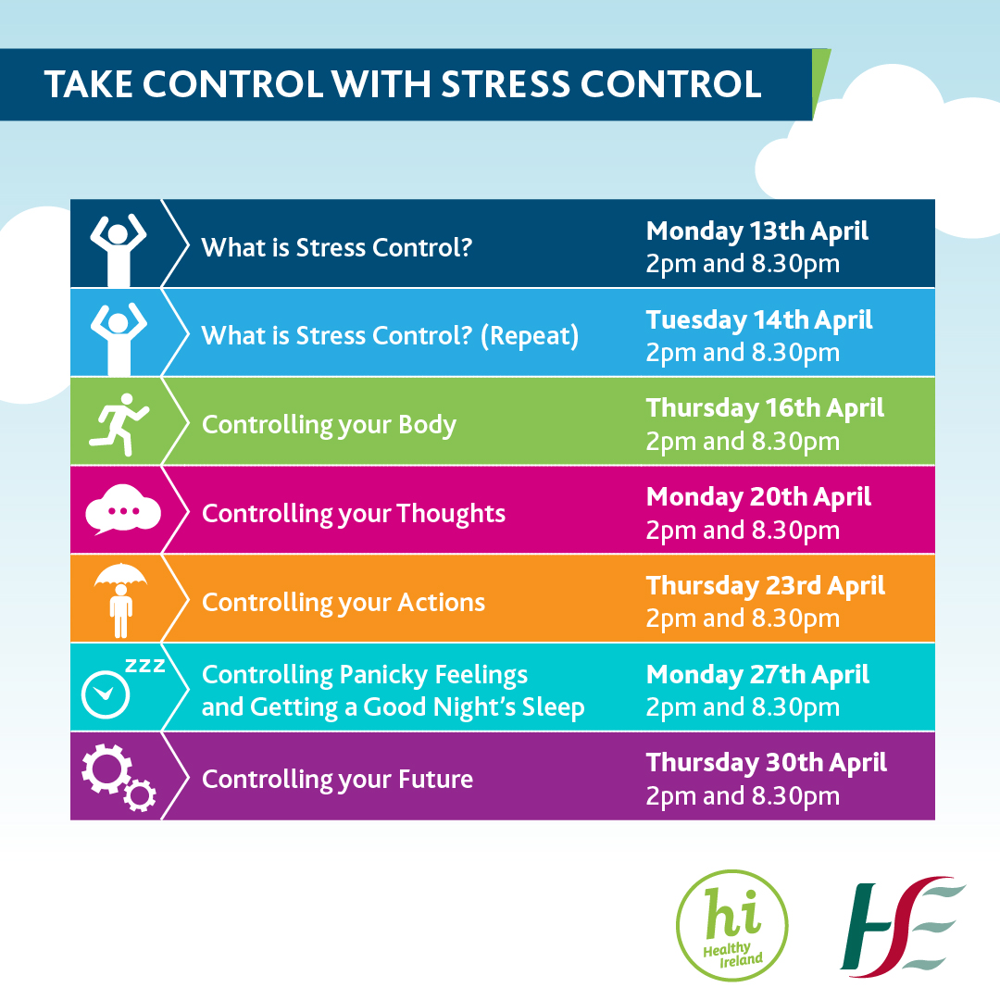 TAKE CONTROL WITH STRESS CONTROL
What is Stress Control?
Monday 13th April
2pm and 8.30pm
What is Stress Control? (Repeat)
Tuesday 14th April
2pm and 8.30pm
Controlling your Body
Thursday 16th April
2pm and 8.30pm
Controlling your Thoughts
Monday 20th April
2pm and 8.30pm
Controlling your Actions
Thursday 23rd April
2pm and 8.30pm
zzz
Controlling Panicky Feelings
and Getting a Good Night's Sleep
Monday 27th April
2pm and 8.30pm
Controlling your Future
Thursday 30th April
2pm and 8.30pm
hi
Healthy
Ireland
HSE